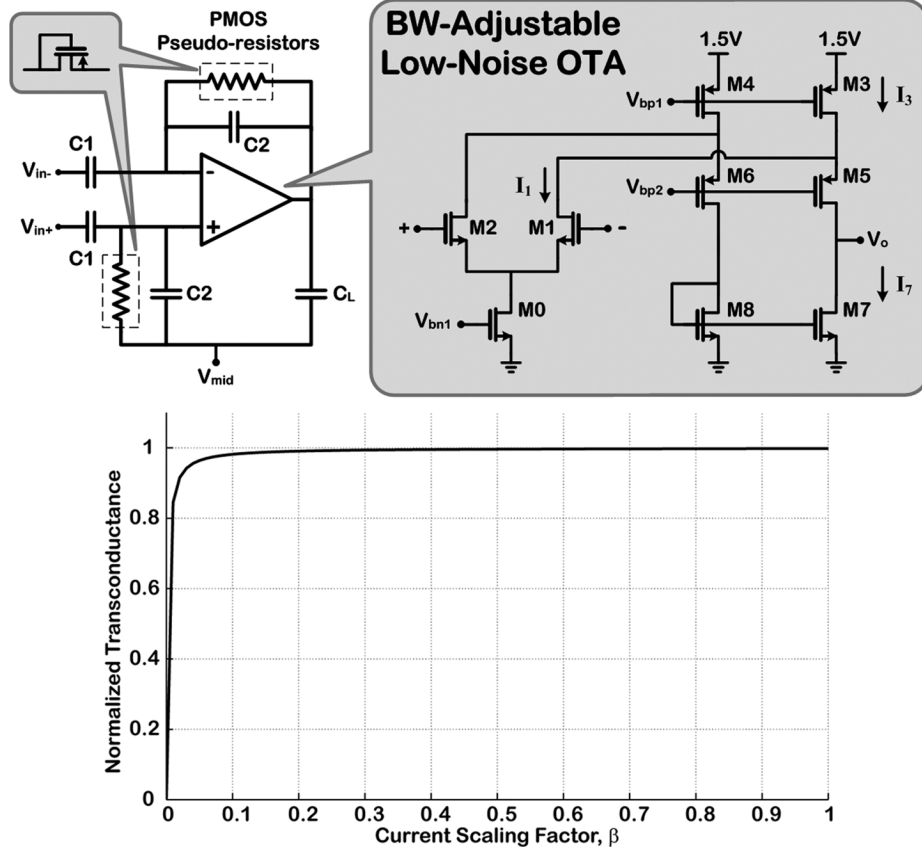 PMOS
Pseudo-resistors
C2
C1
Vin-
-
Vin+
+
C1
C2
CL
Vmid
BW-Adjustable
Low-Noise OTA
1.5V 1.5V
Vbp1
M4
M3
I3
I1
Vbp2
M6
M5
+
M2
M1
-
Vo
I7
Vbn1
M0
M8
M7
Normalized Transconductance
1
0.8
0.6
0.4
0.2
0
0 0.1 0.2 0.3 0.4 0.5 0.6 0.7 0.8 0.9 1
Current Scaling Factor, β